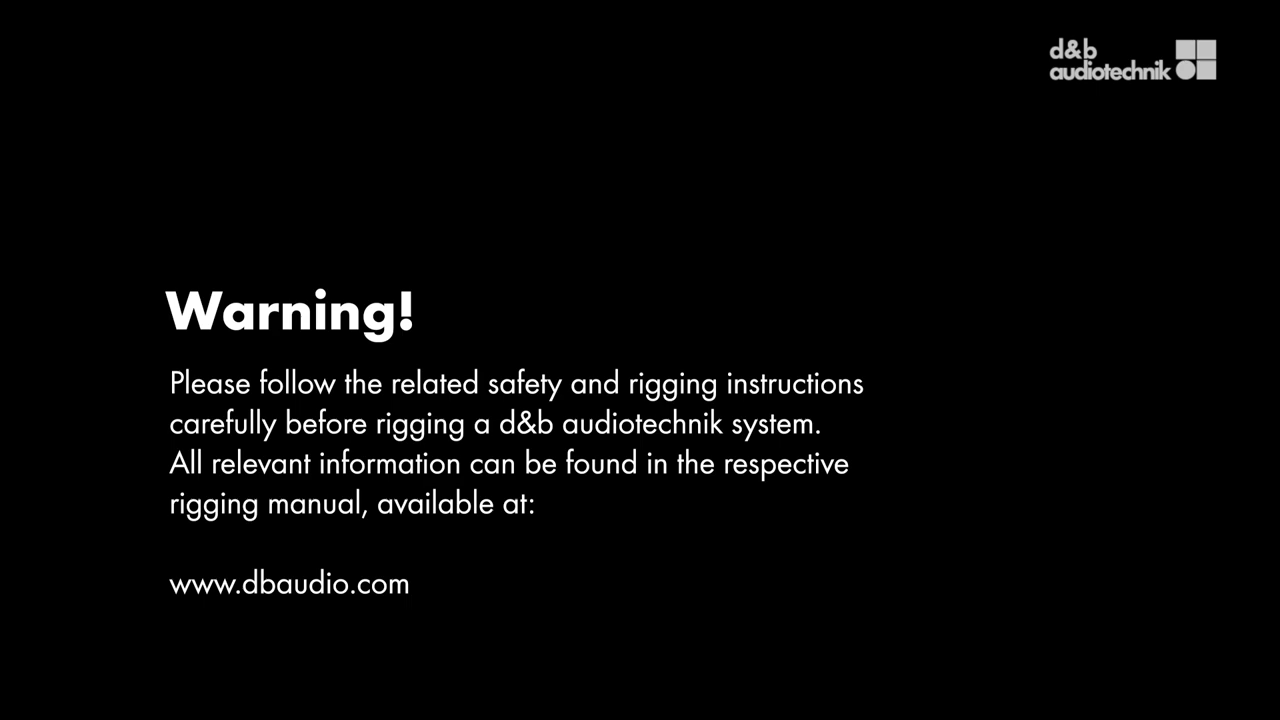 d&b
audiotechnik
Warning!
Please follow the related safety and rigging instructions
carefully before rigging a d&b audiotechnik system.
All relevant information can be found in the respective
rigging manual, available at:
www.dbaudio.com